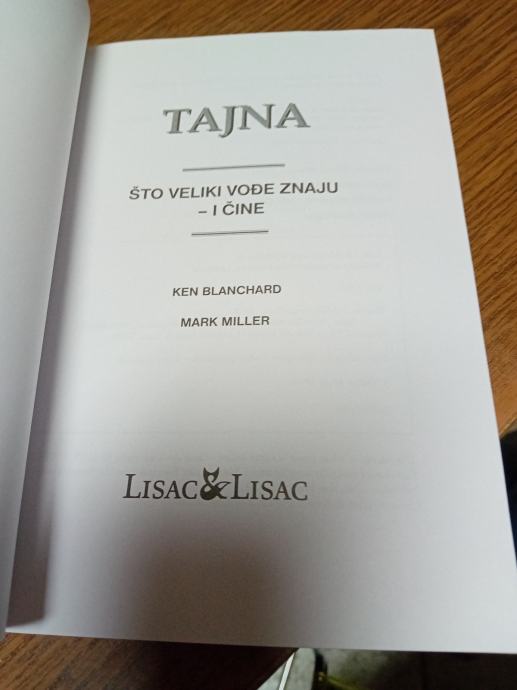 TAJNA
ŠTO VELIKI VOĐE ZNAJU
– I ČINE
KEN BLANCHARD
MARK MILLER
LISAC&LISAC